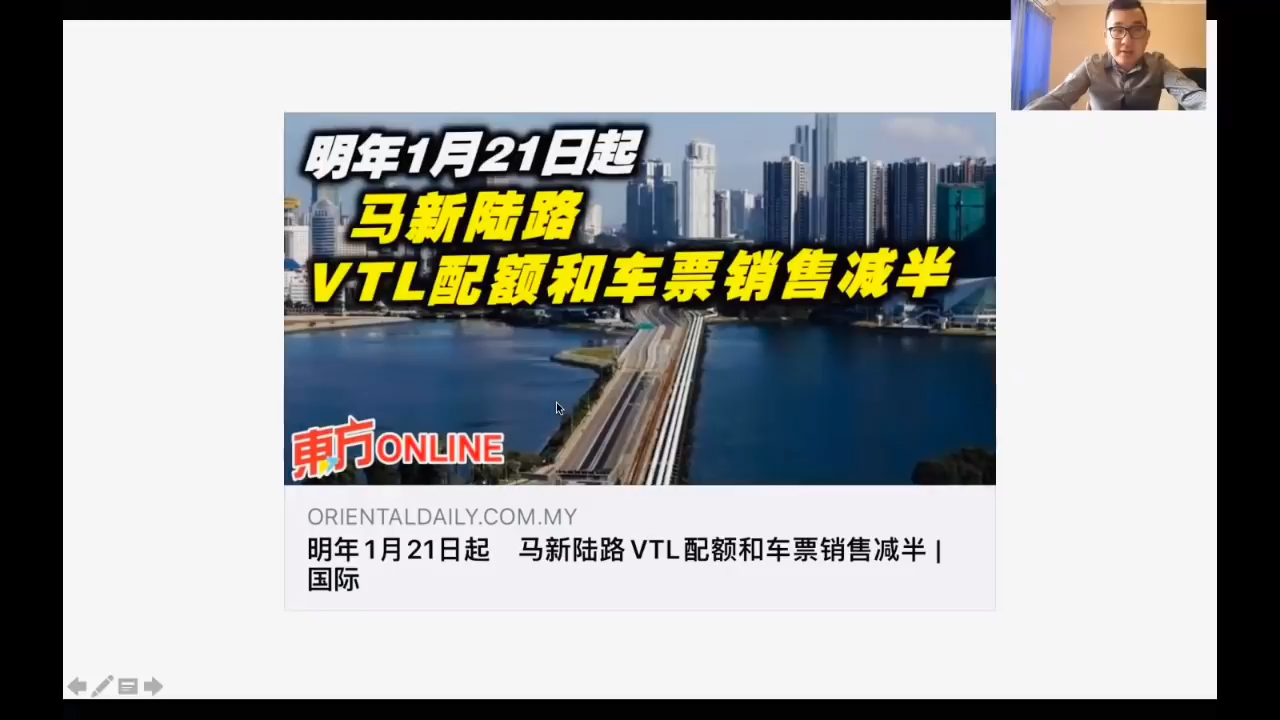 明年1月21日起
马新陆路
VTL配额和车票销售减半
東方ONLINE
ORIENTALDAILY.COM.MY
明年1月21日起　马新陆路VTL配额和车票销售减半 |
国际